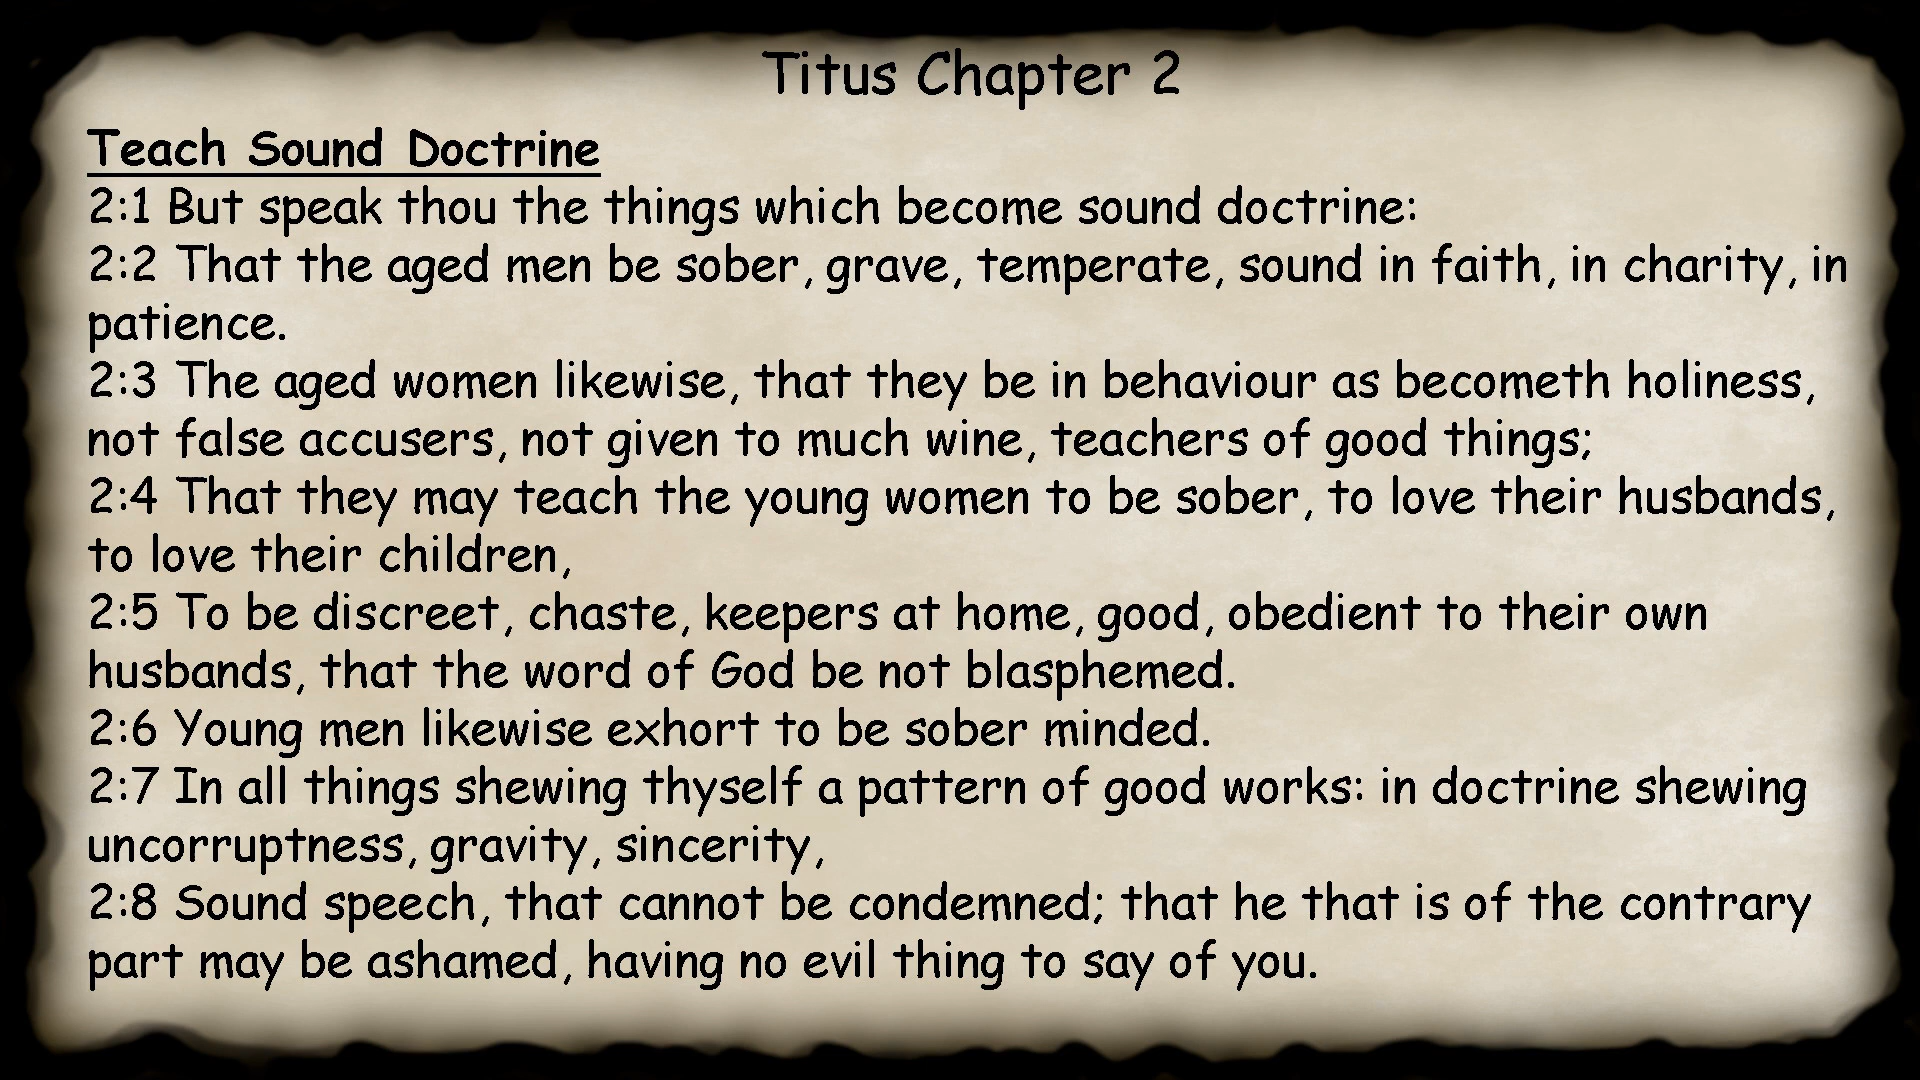 Titus Chapter 2
Teach Sound Doctrine
2:1 But speak thou the things which become sound doctrine:
2:2 That the aged men be sober, grave, temperate, sound in faith, in charity, in
patience.
2:3 The aged women likewise, that they be in behaviour as becometh holiness,
not false accusers, not given to much wine, teachers of good things;
2:4 That they may teach the young women to be sober, to love their husbands,
to love their children,
2:5 To be discreet, chaste, keepers at home, good, obedient to their own
husbands, that the word of God be not blasphemed.
2:6 Young men likewise exhort to be sober minded.
2:7 In all things shewing thyself a pattern of good works: in doctrine shewing
uncorruptness, gravity, sincerity,
2:8 Sound speech, that cannot be condemned; that he that is of the contrary
part may be ashamed, having no evil thing to say of you.